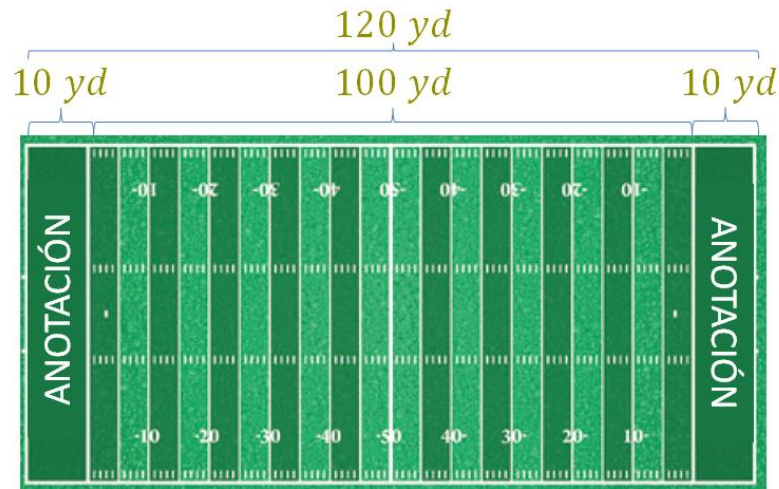 120 yd
10 yd 100 yd 10 yd
-10 -20 -30 -40 -50 -40- -30- -20- -10-
ANOTACIÓN
ANOTACIÓN
-10 -20 -30 -40 -50 40- 30- 20- 10-